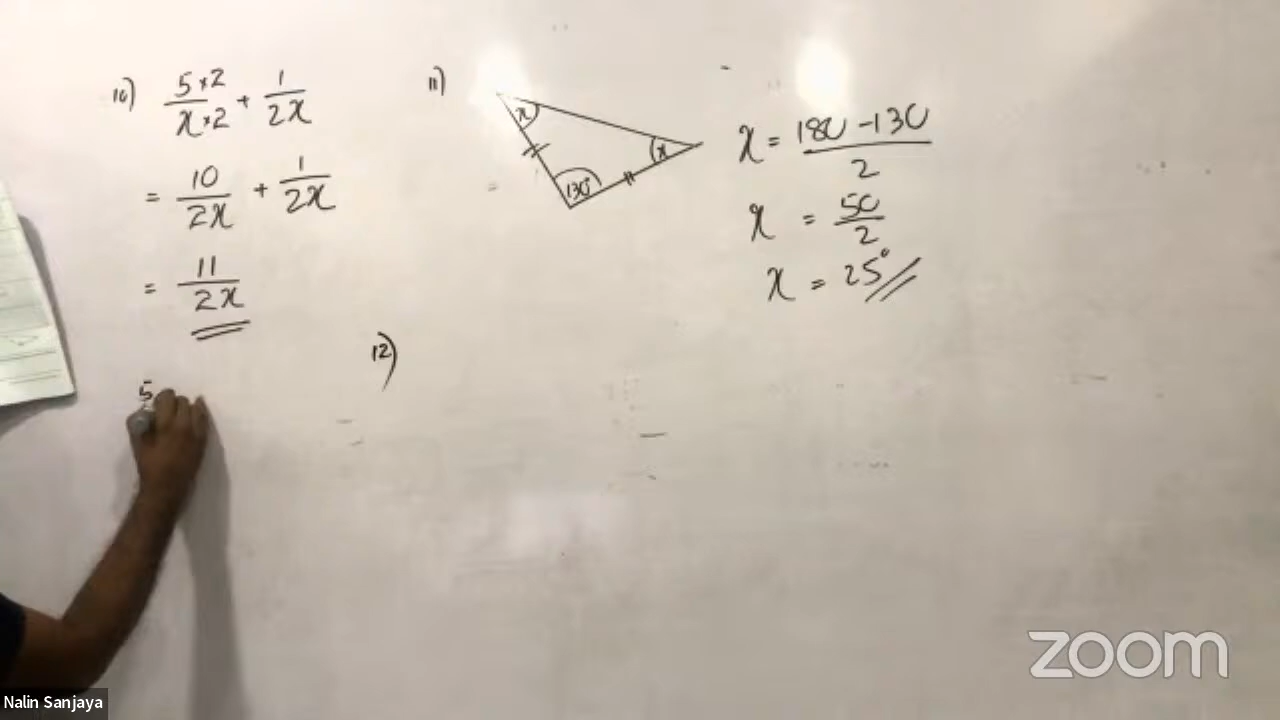 10) 5×2/x×2 + 1/2x
= 10/2x + 1/2x
= 11/2x
11)
x
x
130°
x = 180 - 130/2
x = 50/2
x = 25°
12)
5
zoom
Nalin Sanjaya